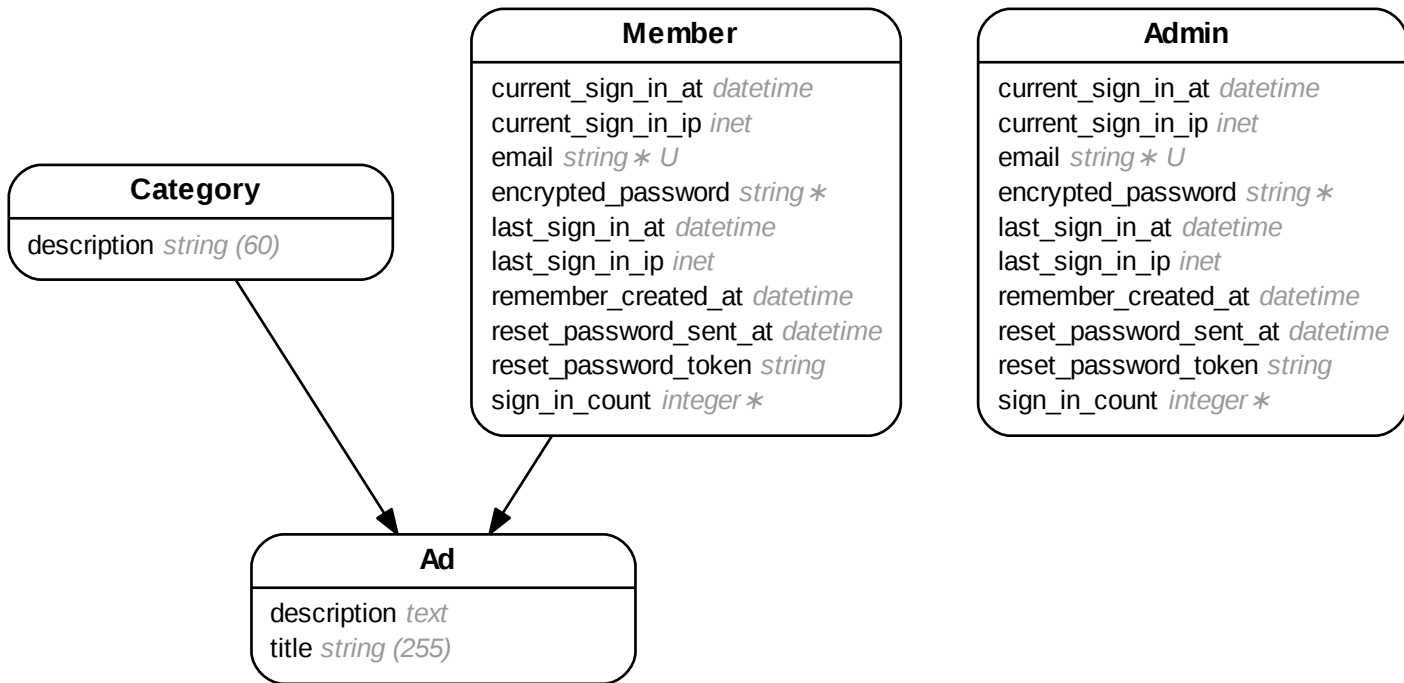 Member
current_sign_in_at datetime
current_sign_in_ip inet
email string ∗ U
encrypted_password string ∗
last_sign_in_at datetime
last_sign_in_ip inet
remember_created_at datetime
reset_password_sent_at datetime
reset_password_token string
sign_in_count integer ∗
Admin
current_sign_in_at datetime
current_sign_in_ip inet
email string ∗ U
encrypted_password string ∗
last_sign_in_at datetime
last_sign_in_ip inet
remember_created_at datetime
reset_password_sent_at datetime
reset_password_token string
sign_in_count integer ∗
Category
description string (60)
Ad
description text
title string (255)